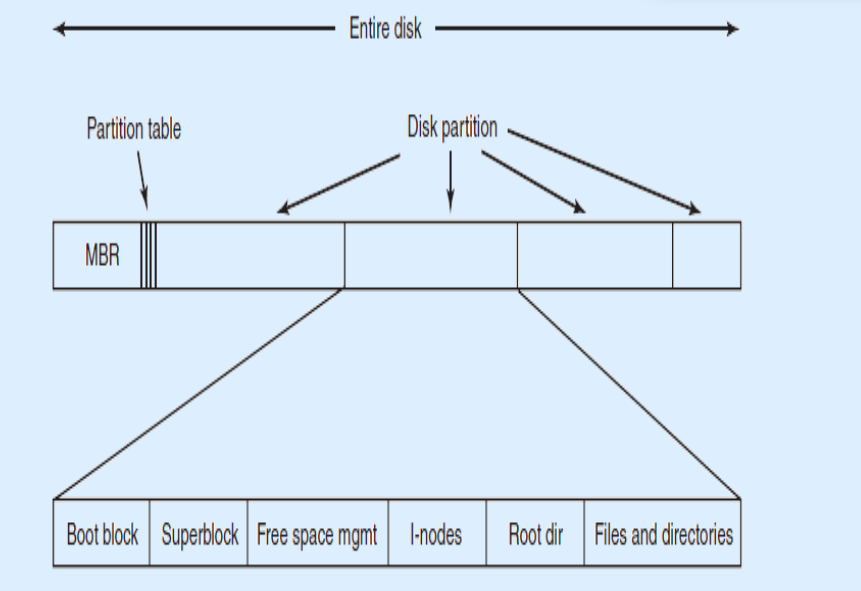 Entire disk
Partition table
Disk partition
MBR
Boot block
Superblock
Free space mgmt
I-nodes
Root dir
Files and directories